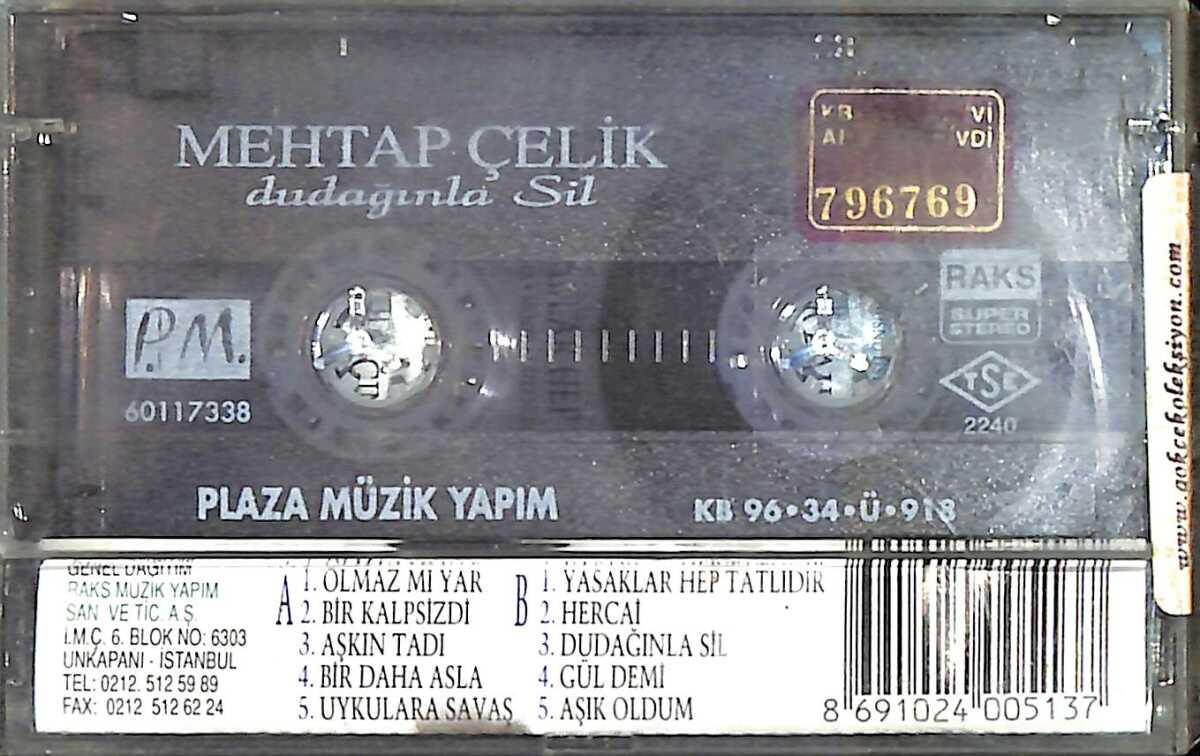 MEHTAP ÇELİK
dudağınla Sil
KB Vİ
AI VDİ
796769
P.M.
60117338
RAKS
SUPER
STEREO
TSE
2240
PLAZA MÜZİK YAPIM
KB 96•34•Ü•918
www.gokcekoleksiyon.com
GENEL DAĞITIM
RAKS MÜZİK YAPIM
SAN. VE TİC. A.Ş.
İ.M.Ç. 6. BLOK NO: 6303
UNKAPANI - İSTANBUL
TEL: 0212. 512 59 89
FAX: 0212 512 62 24
A
1. OLMAZ MI YAR
2. BİR KALPSİZDİ
3. AŞKIN TADI
4. BİR DAHA ASLA
5. UYKULARA SAVAŞ
B
1. YASAKLAR HEP TATLIDIR
2. HERCAİ
3. DUDAĞINLA SİL
4. GÜL DEMİ
5. AŞIK OLDUM
8 691024 005137